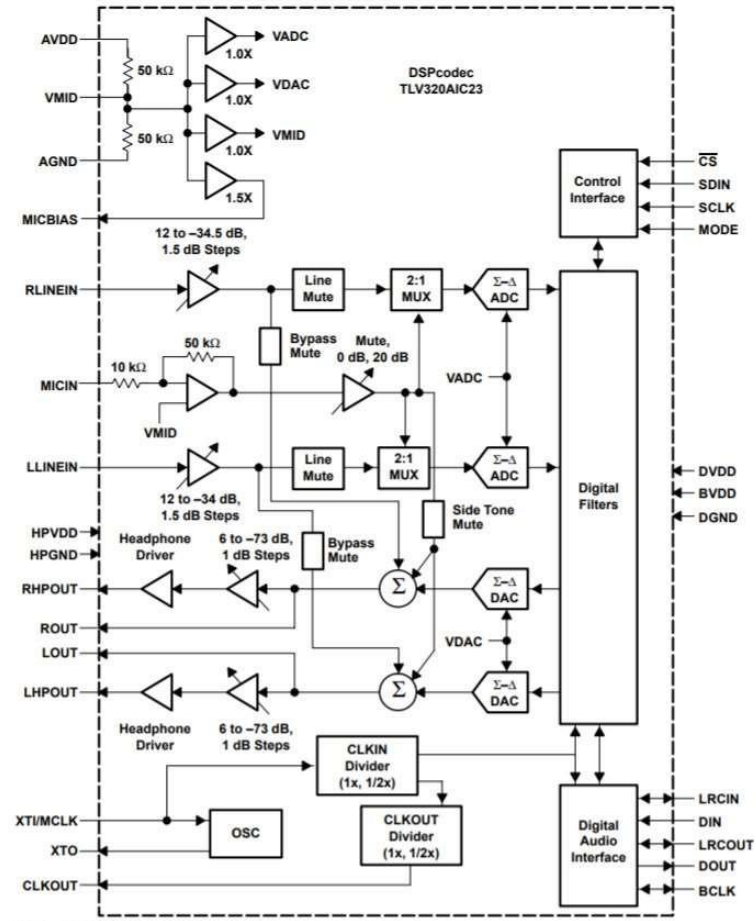 AVDD
VADC
1.0X
50 kΩ
DSPcodec
TLV320AIC23
VMID
VDAC
1.0X
50 kΩ
VMID
1.0X
AGND
1.5X
MICBIAS
Control
Interface
CS
SDIN
SCLK
MODE
12 to –34.5 dB,
1.5 dB Steps
RLINEIN
Line
Mute
2:1
MUX
Σ–Δ
ADC
Bypass
Mute
50 kΩ
10 kΩ
Mute,
0 dB, 20 dB
MICIN
VADC
VMID
LLINEIN
Line
Mute
2:1
MUX
Σ–Δ
ADC
12 to –34 dB,
1.5 dB Steps
Digital
Filters
DVDD
BVDD
DGND
Side Tone
Mute
HPVDD
HPGND
Headphone
Driver
6 to –73 dB,
1 dB Steps
Bypass
Mute
RHPOUT
Σ
Σ–Δ
DAC
ROUT
VDAC
LOUT
LHPOUT
Σ
Σ–Δ
DAC
Headphone
Driver
6 to –73 dB,
1 dB Steps
CLKIN
Divider
(1x, 1/2x)
XTI/MCLK
OSC
CLKOUT
Divider
(1x, 1/2x)
XTO
CLKOUT
Digital
Audio
Interface
LRCIN
DIN
LRCOUT
DOUT
BCLK